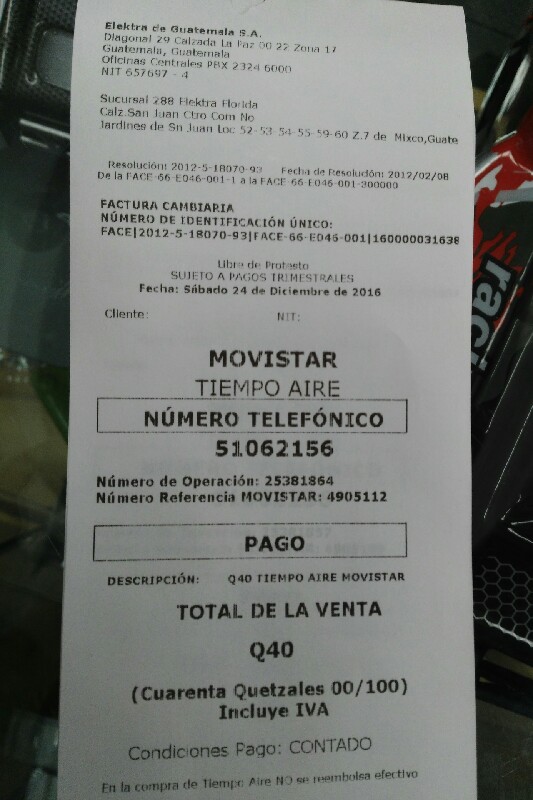 Elektra de Guatemala S.A.
Diagonal 29 Calzada La Paz 00 22 Zona 17
Guatemala, Guatemala
Oficinas Centrales PBX 2324 6000
NIT 657697 - 4
Sucursal 288 Elektra Florida
Calz.San Juan Ctro Com No
Jardines de Sn Juan Loc 52-53-54-55-59-60 Z.7 de Mixco,Guate
Resolución: 2012-5-18070-93 Fecha de Resolución: 2012/02/08
De la FACE-66-E046-001-1 a la FACE-66-E046-001-300000
FACTURA CAMBIARIA
NÚMERO DE IDENTIFICACIÓN ÚNICO:
FACE|2012-5-18070-93|FACE-66-E046-001|160000031638
Libre de Protesto
SUJETO A PAGOS TRIMESTRALES
Fecha: Sábado 24 de Diciembre de 2016
Cliente: NIT:
MOVISTAR
TIEMPO AIRE
NÚMERO TELEFÓNICO
51062156
Número de Operación: 25381864
Número Referencia MOVISTAR: 4905112
PAGO
DESCRIPCIÓN: Q40 TIEMPO AIRE MOVISTAR
TOTAL DE LA VENTA
Q40
(Cuarenta Quetzales 00/100)
Incluye IVA
Condiciones Pago: CONTADO
En la compra de Tiempo Aire NO se reembolsa efectivo
raci